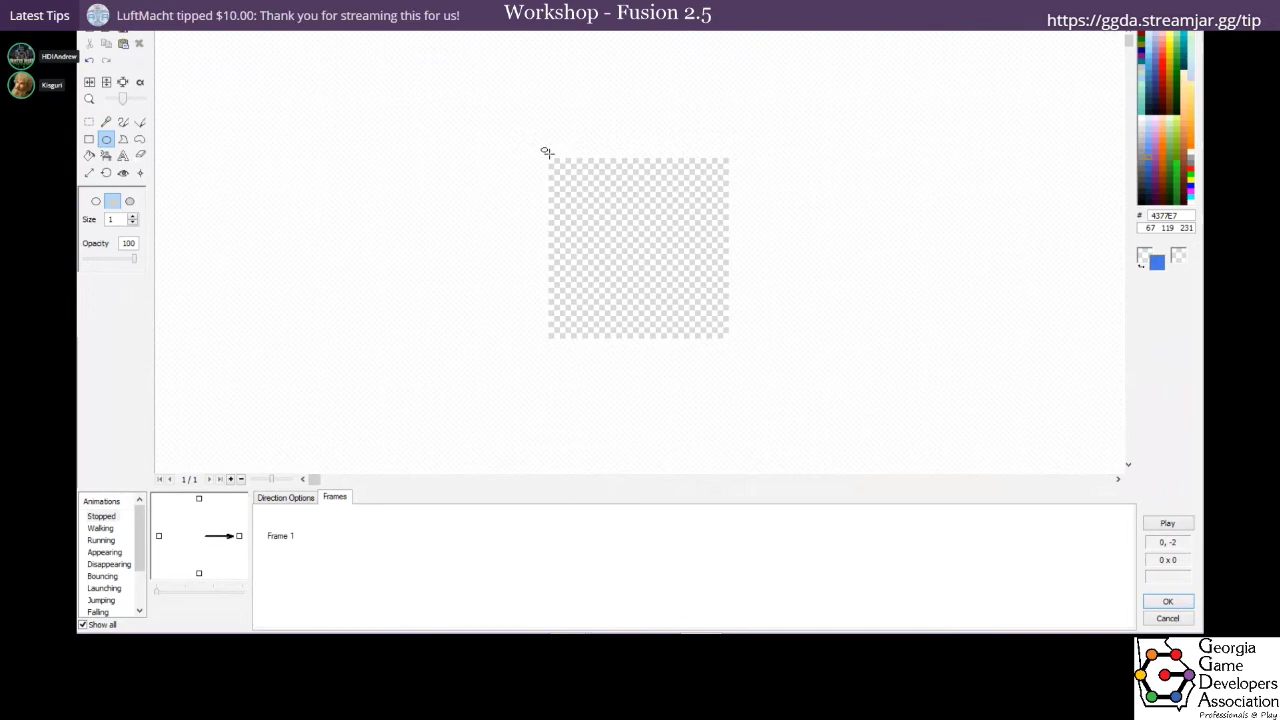 Latest Tips
LuftMacht tipped $10.00: Thank you for streaming this for us!
Workshop - Fusion 2.5
https://ggda.streamjar.gg/tip
HDIAndrew
Kisguri
Size 1
Opacity 100
# 4377E7
67 119 231
1 / 1
Animations
Stopped
Walking
Running
Appearing
Disappearing
Bouncing
Launching
Jumping
Falling
Show all
Direction Options
Frames
Frame 1
Play
0, -2
0 x 0
OK
Cancel
Georgia
Game
Developers
Association
Professionals @ Play